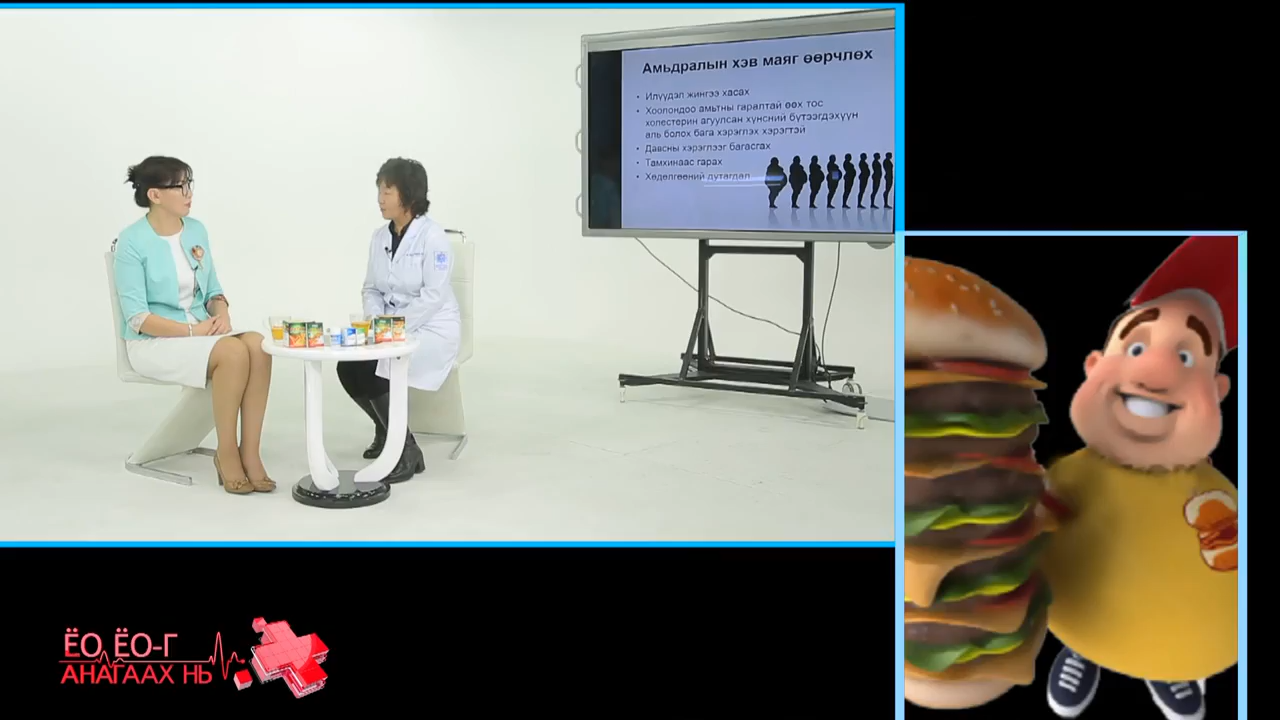 Амьдралын хэв маяг өөрчлөх
• Илүүдэл жингээ хасах
• Хоолондоо амьтны гаралтай өөх тос
холестерин агуулсан хүнсний бүтээгдэхүүн
аль болох бага хэрэглэх хэрэгтэй
• Давсны хэрэглээг багасгах
• Тамхинаас гарах
• Хөдөлгөөний дутагдал
ЁО ЁО-Г
АНАГААХ НЬ